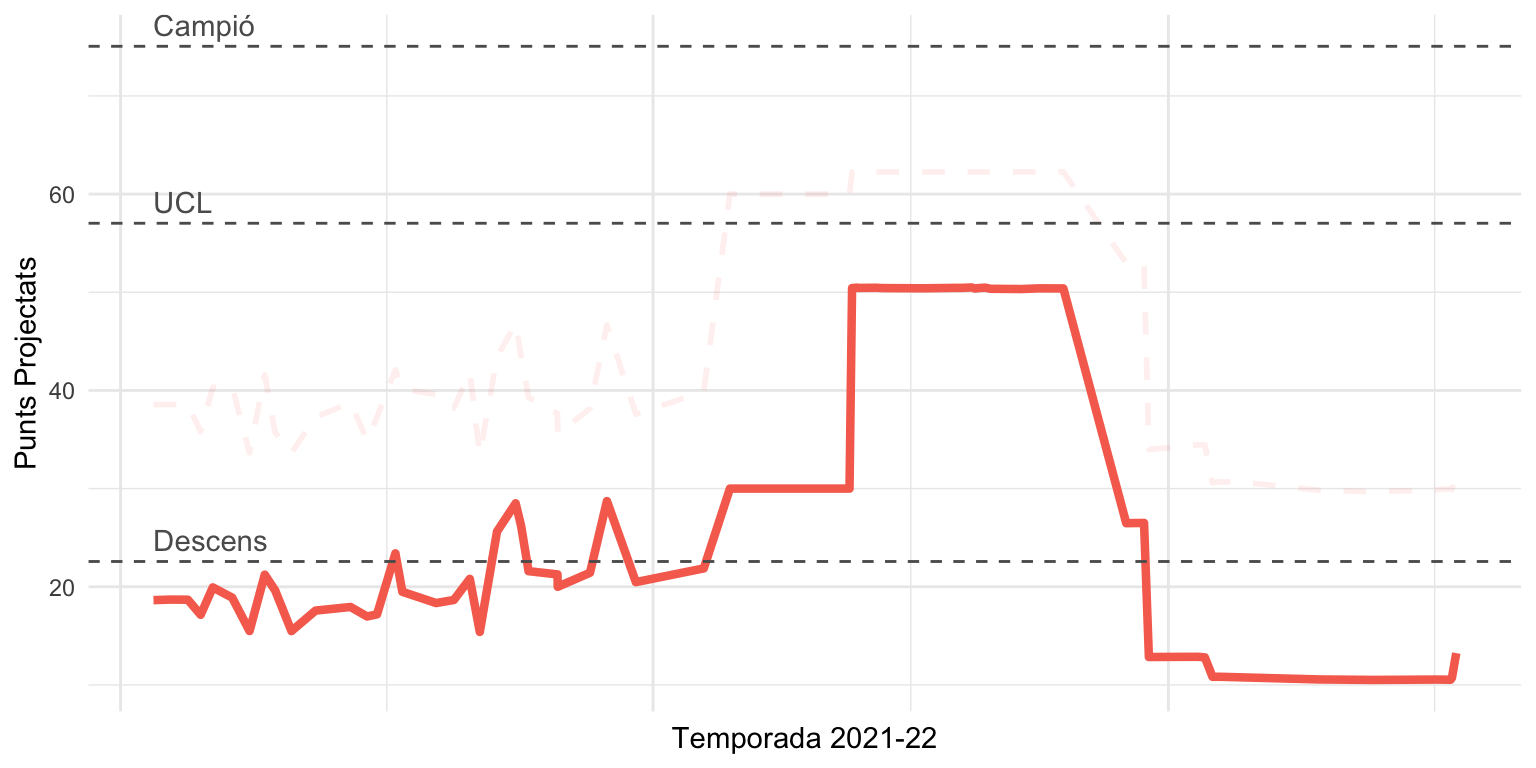 Campió
60
UCL
40
Descens
20
Punts Projectats
Temporada 2021-22